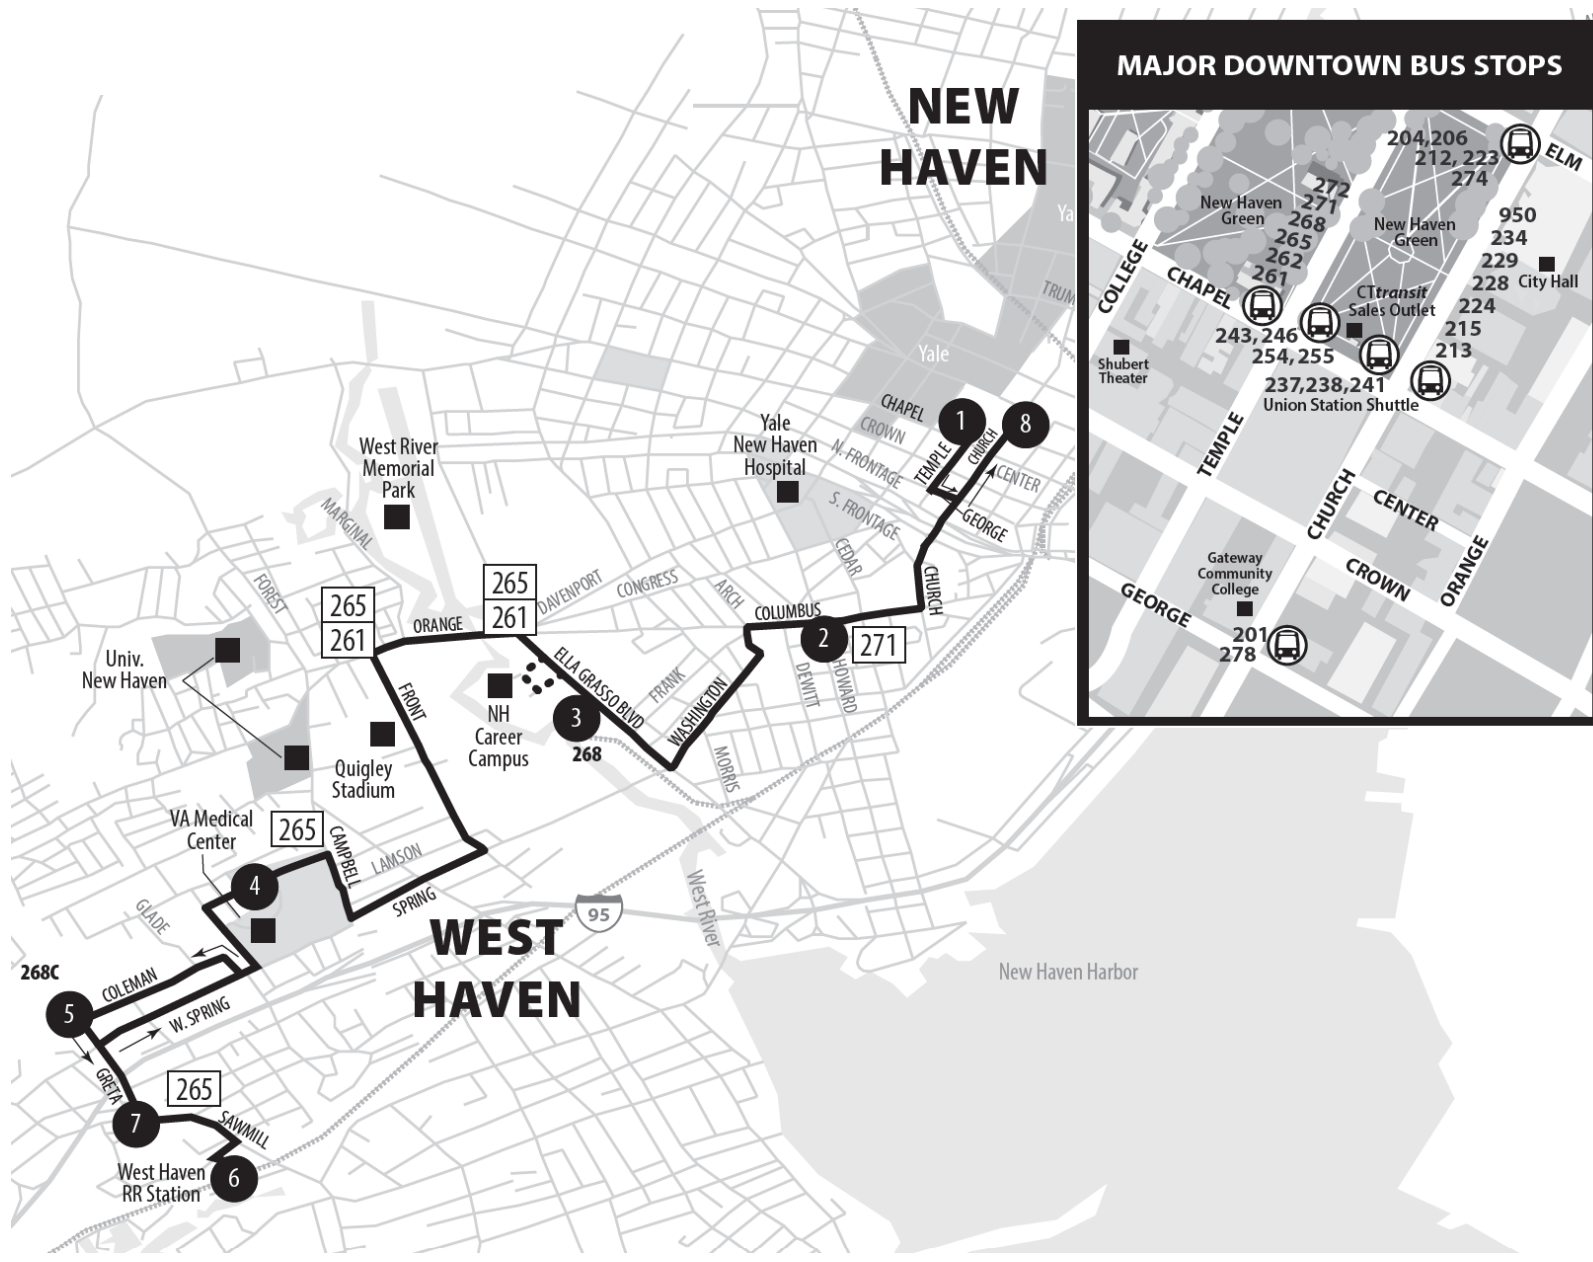 NEW
HAVEN
Ya
Yale
TRUM
CHAPEL
CROWN
N. FRONTAGE
S. FRONTAGE
TEMPLE
CHURCH
CENTER
GEORGE
1
8
Yale
New Haven
Hospital
West River
Memorial
Park
MARGINAL
FOREST
CEDAR
CHURCH
265
261
ORANGE
265
261
DAVENPORT
CONGRESS
ARCH
COLUMBUS
2
271
HOWARD
DEWITT
FRANK
WASHINGTON
MORRIS
ELLA GRASSO BLVD
3
268
NH
Career
Campus
Univ.
New Haven
FRONT
Quigley
Stadium
VA Medical
Center
265
CAMPBELL
LAMSON
SPRING
4
GLADE
95
West River
WEST
HAVEN
New Haven Harbor
268C
COLEMAN
5
W. SPRING
GRETA
265
7
SAWMILL
West Haven
RR Station
6
MAJOR DOWNTOWN BUS STOPS
204,206
212, 223
274
ELM
272
271
268
265
262
261
New Haven
Green
New Haven
Green
950
234
229
228
224
215
213
City Hall
COLLEGE
CHAPEL
CTtransit
Sales Outlet
243, 246
254, 255
237,238,241
Union Station Shuttle
Shubert
Theater
TEMPLE
CHURCH
CENTER
ORANGE
CROWN
Gateway
Community
College
GEORGE
201
278